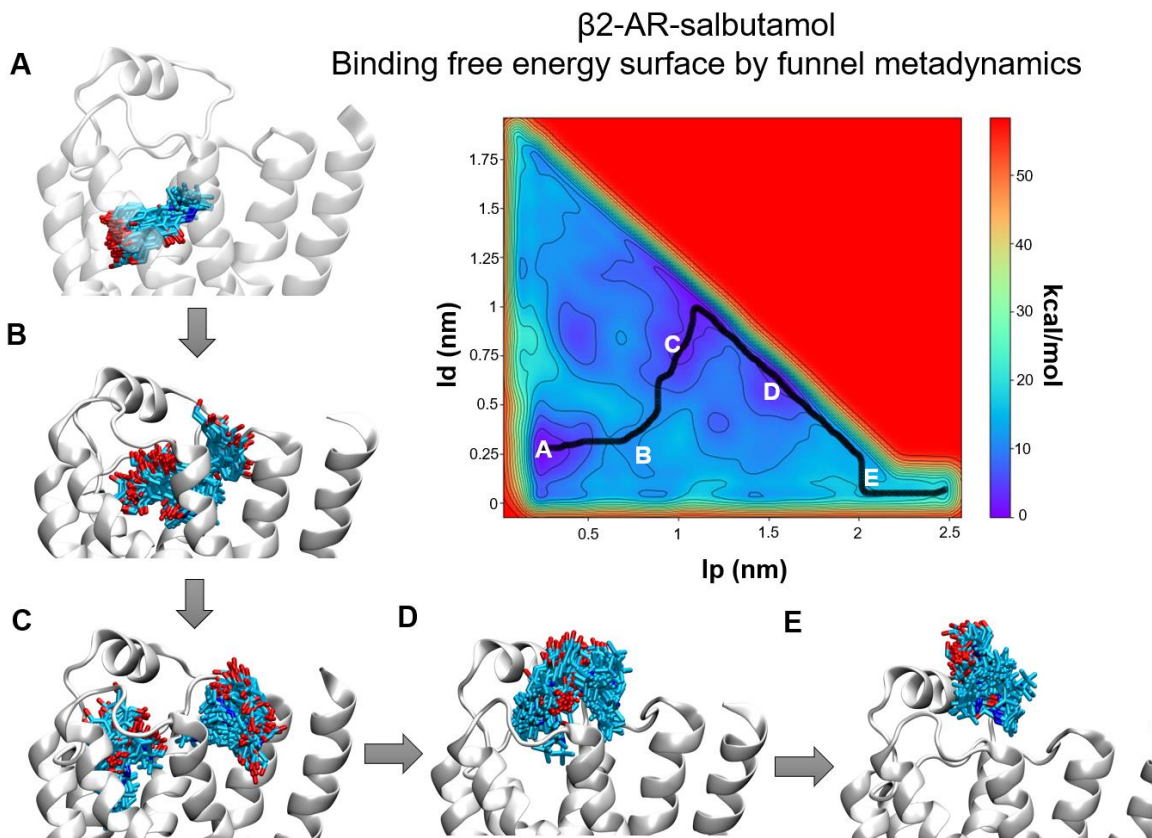 β2-AR-salbutamol
Binding free energy surface by funnel metadynamics
A
B
C
D
E
Id (nm)
1.75
1.5
1.25
1
0.75
0.5
0.25
0
0.5
1
1.5
2
2.5
Ip (nm)
A
B
C
D
E
50
40
30
20
10
0
kcal/mol